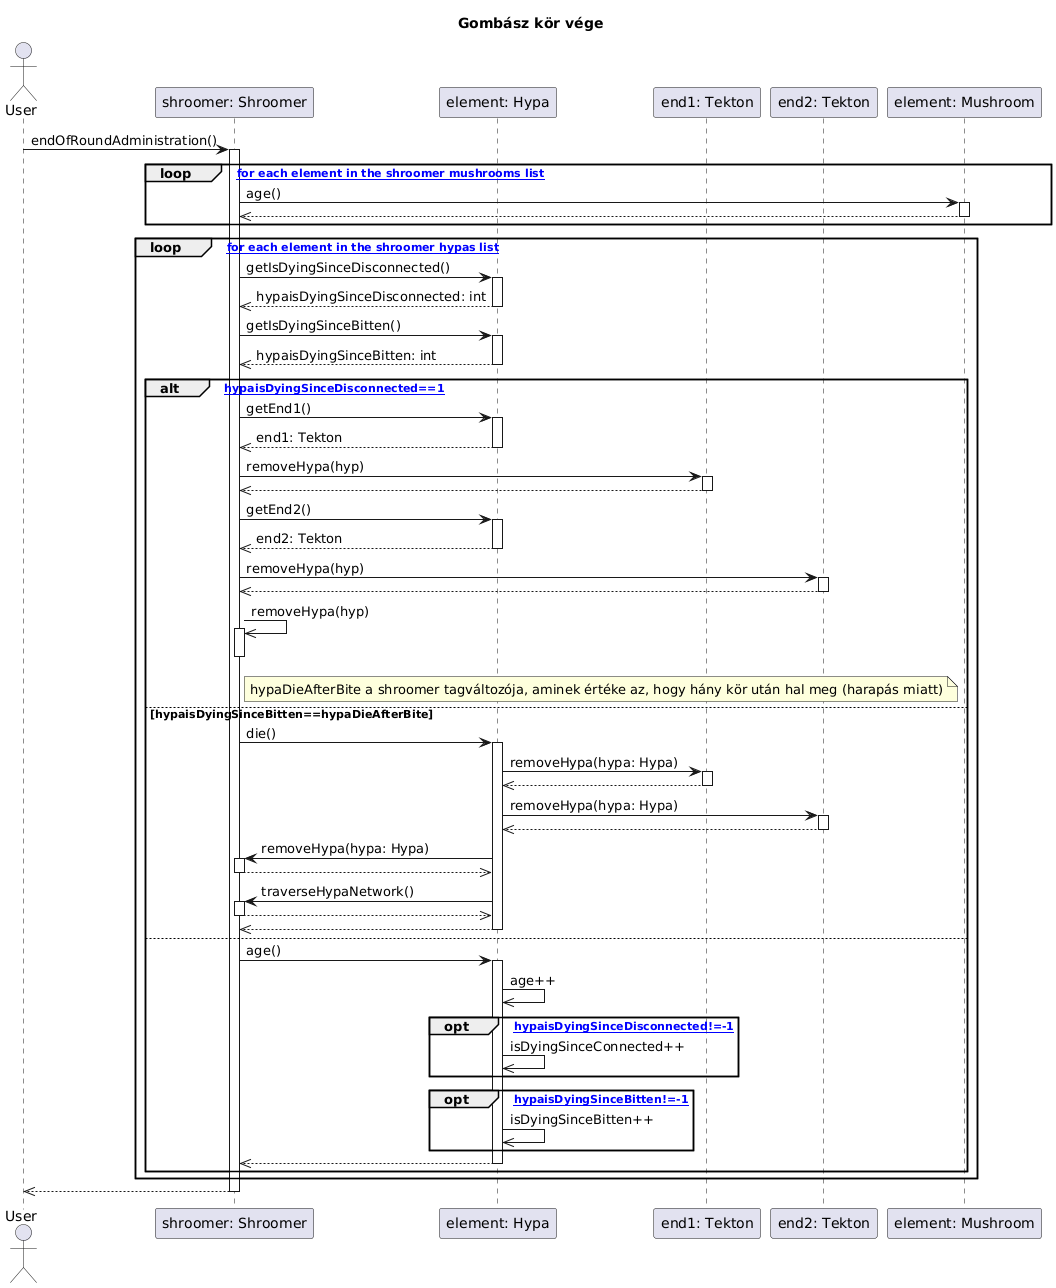 Gombász kör vége
User
shroomer: Shroomer
element: Hypa
end1: Tekton
end2: Tekton
element: Mushroom
endOfRoundAdministration()
loop
for each element in the shroomer mushrooms list
age()
loop
for each element in the shroomer hypas list
getIsDyingSinceDisconnected()
hypaisDyingSinceDisconnected: int
getIsDyingSinceBitten()
hypaisDyingSinceBitten: int
alt
hypaisDyingSinceDisconnected==1
getEnd1()
end1: Tekton
removeHypa(hyp)
getEnd2()
end2: Tekton
removeHypa(hyp)
removeHypa(hyp)
hypaDieAfterBite a shroomer tagváltozója, aminek értéke az, hogy hány kör után hal meg (harapás miatt)
[hypaisDyingSinceBitten==hypaDieAfterBite]
die()
removeHypa(hypa: Hypa)
removeHypa(hypa: Hypa)
removeHypa(hypa: Hypa)
traverseHypaNetwork()
age()
age++
opt
hypaisDyingSinceDisconnected!=-1
isDyingSinceConnected++
opt
hypaisDyingSinceBitten!=-1
isDyingSinceBitten++
User
shroomer: Shroomer
element: Hypa
end1: Tekton
end2: Tekton
element: Mushroom